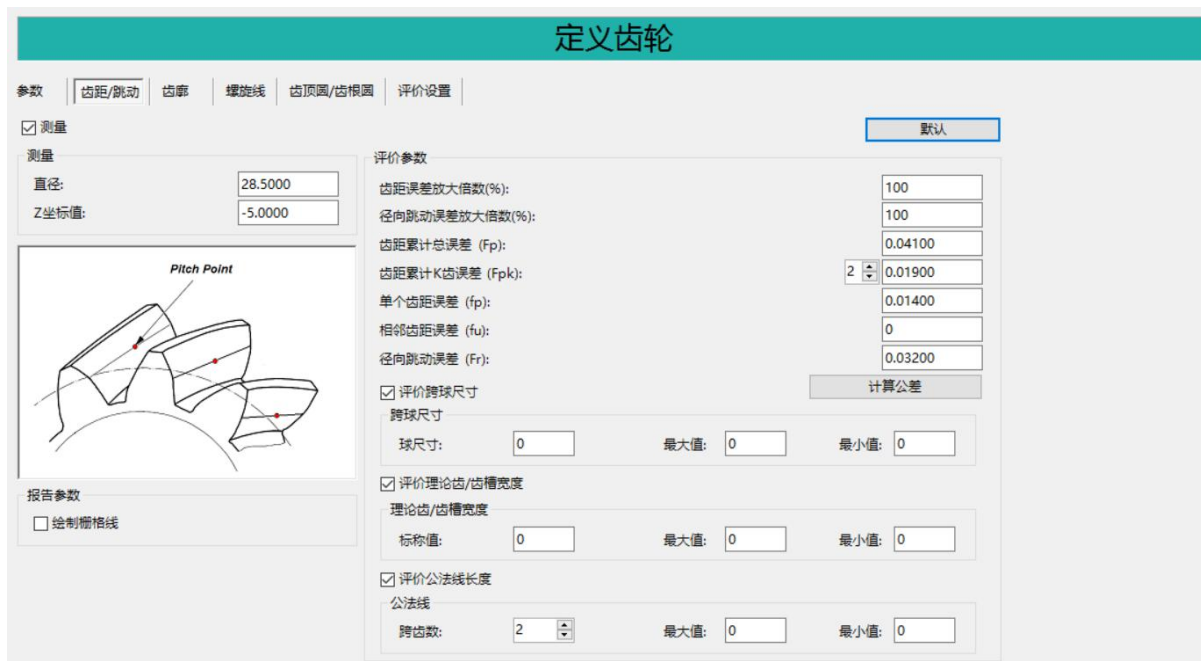 定义齿轮
参数 齿距/跳动 齿廓 螺旋线 齿顶圆/齿根圆 评价设置
测量
默认
测量
直径: 28.5000
Z坐标值: -5.0000
Pitch Point
报告参数
绘制栅格线
评价参数
齿距误差放大倍数(%): 100
径向跳动误差放大倍数(%): 100
齿距累计总误差 (Fp): 0.04100
齿距累计K齿误差 (Fpk): 2 0.01900
单个齿距误差 (fp): 0.01400
相邻齿距误差 (fu): 0
径向跳动误差 (Fr): 0.03200
计算公差
评价跨球尺寸
跨球尺寸
球尺寸: 0 最大值: 0 最小值: 0
评价理论齿/齿槽宽度
理论齿/齿槽宽度
标称值: 0 最大值: 0 最小值: 0
评价公法线长度
公法线
跨齿数: 2 最大值: 0 最小值: 0